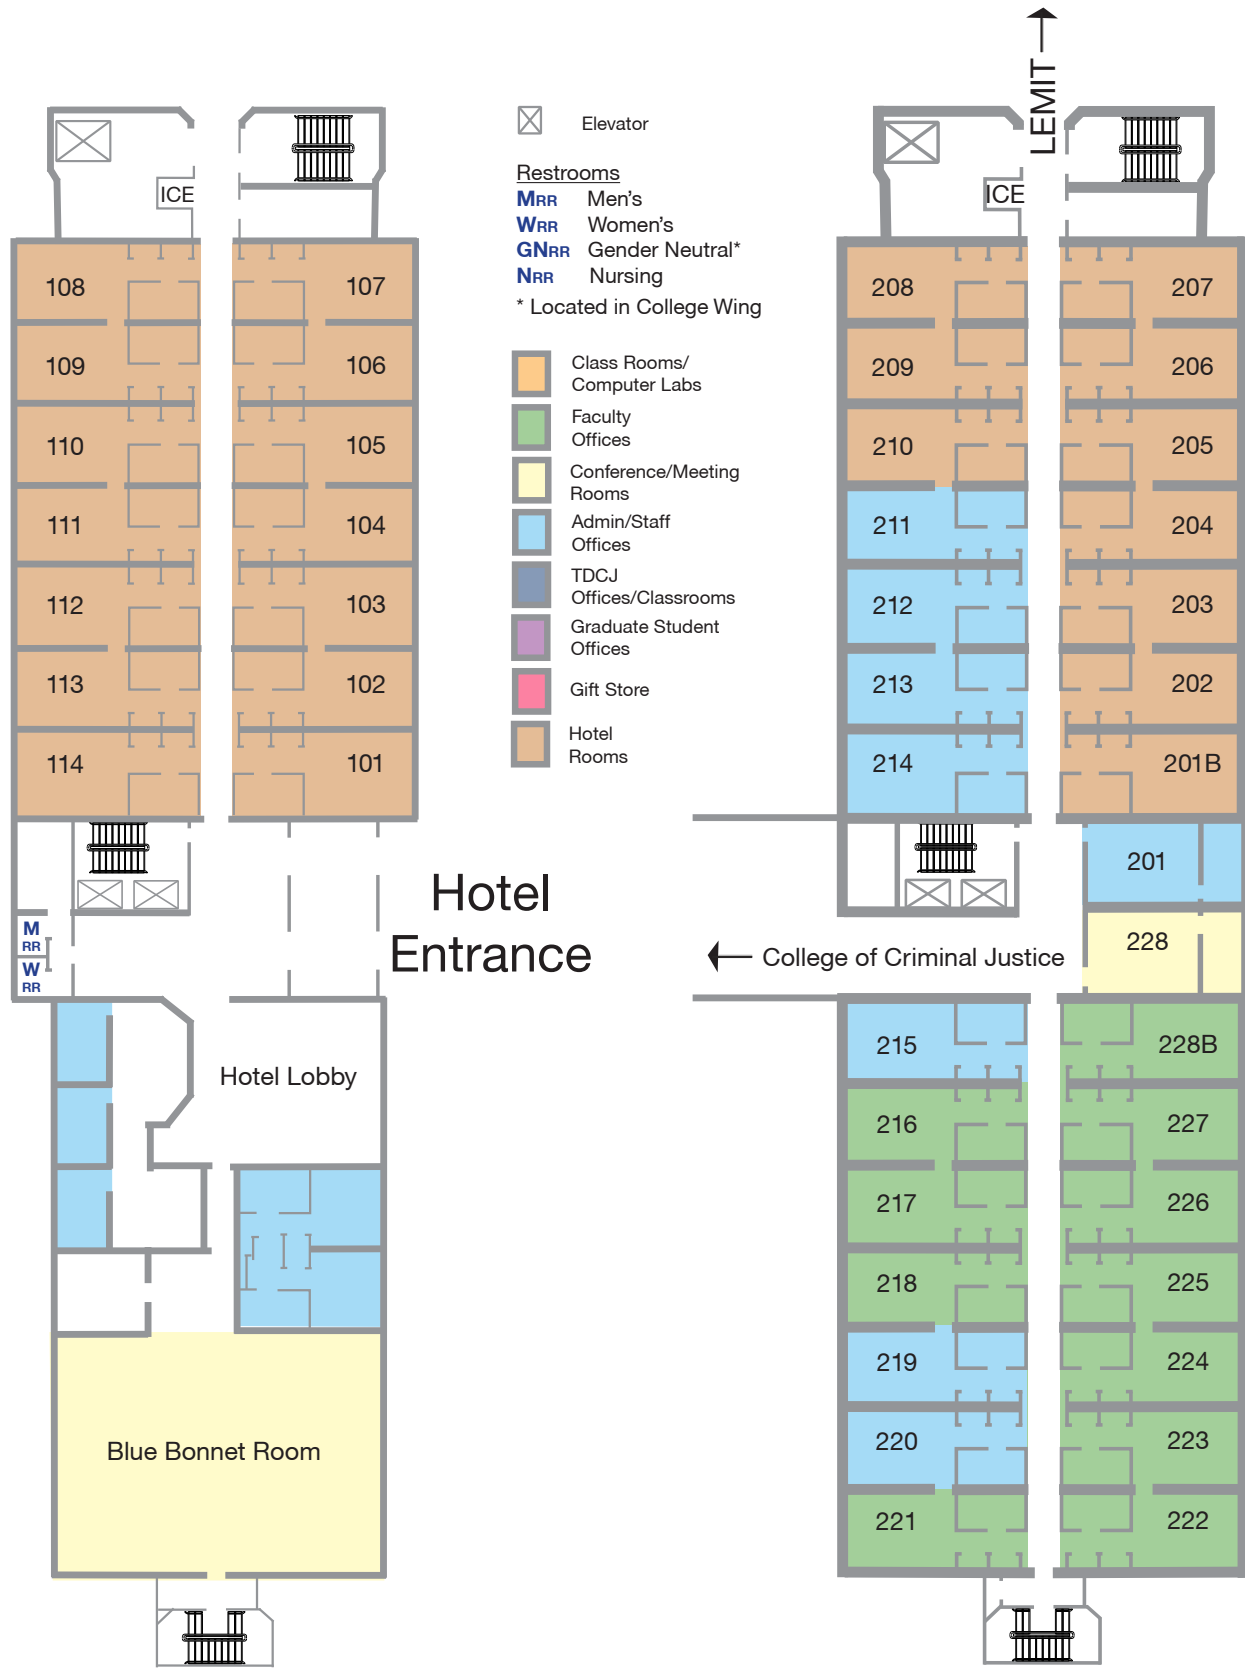 LEMIT
ICE
108
107
109
106
110
105
111
104
112
103
113
102
114
101
M
RR
W
RR
Hotel
Entrance
Hotel Lobby
Blue Bonnet Room
Elevator
Restrooms
MRR Men's
WRR Women's
GNRR Gender Neutral*
NRR Nursing
* Located in College Wing
Class Rooms/
Computer Labs
Faculty
Offices
Conference/Meeting
Rooms
Admin/Staff
Offices
TDCJ
Offices/Classrooms
Graduate Student
Offices
Gift Store
Hotel
Rooms
ICE
208
207
209
206
210
205
211
204
212
203
213
202
214
201B
201
228
College of Criminal Justice
215
228B
216
227
217
226
218
225
219
224
220
223
221
222